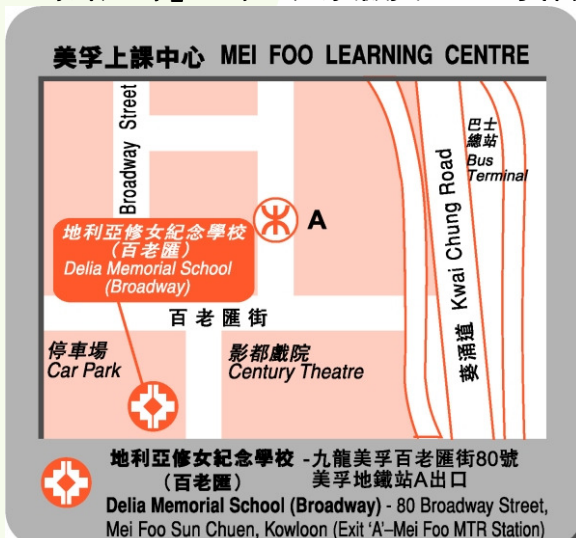 美孚上課中心 MEI FOO LEARNING CENTRE
Broadway Street
巴士
總站
Bus
Terminal
葵涌道 Kwai Chung Road
A
地利亞修女紀念學校
(百老匯)
Delia Memorial School
(Broadway)
百老匯街
停車場
Car Park
影都戲院
Century Theatre
地利亞修女紀念學校 -九龍美孚百老匯街80號
(百老匯) 美孚地鐵站A出口
Delia Memorial School (Broadway) - 80 Broadway Street,
Mei Foo Sun Chuen, Kowloon (Exit ‘A’–Mei Foo MTR Station)